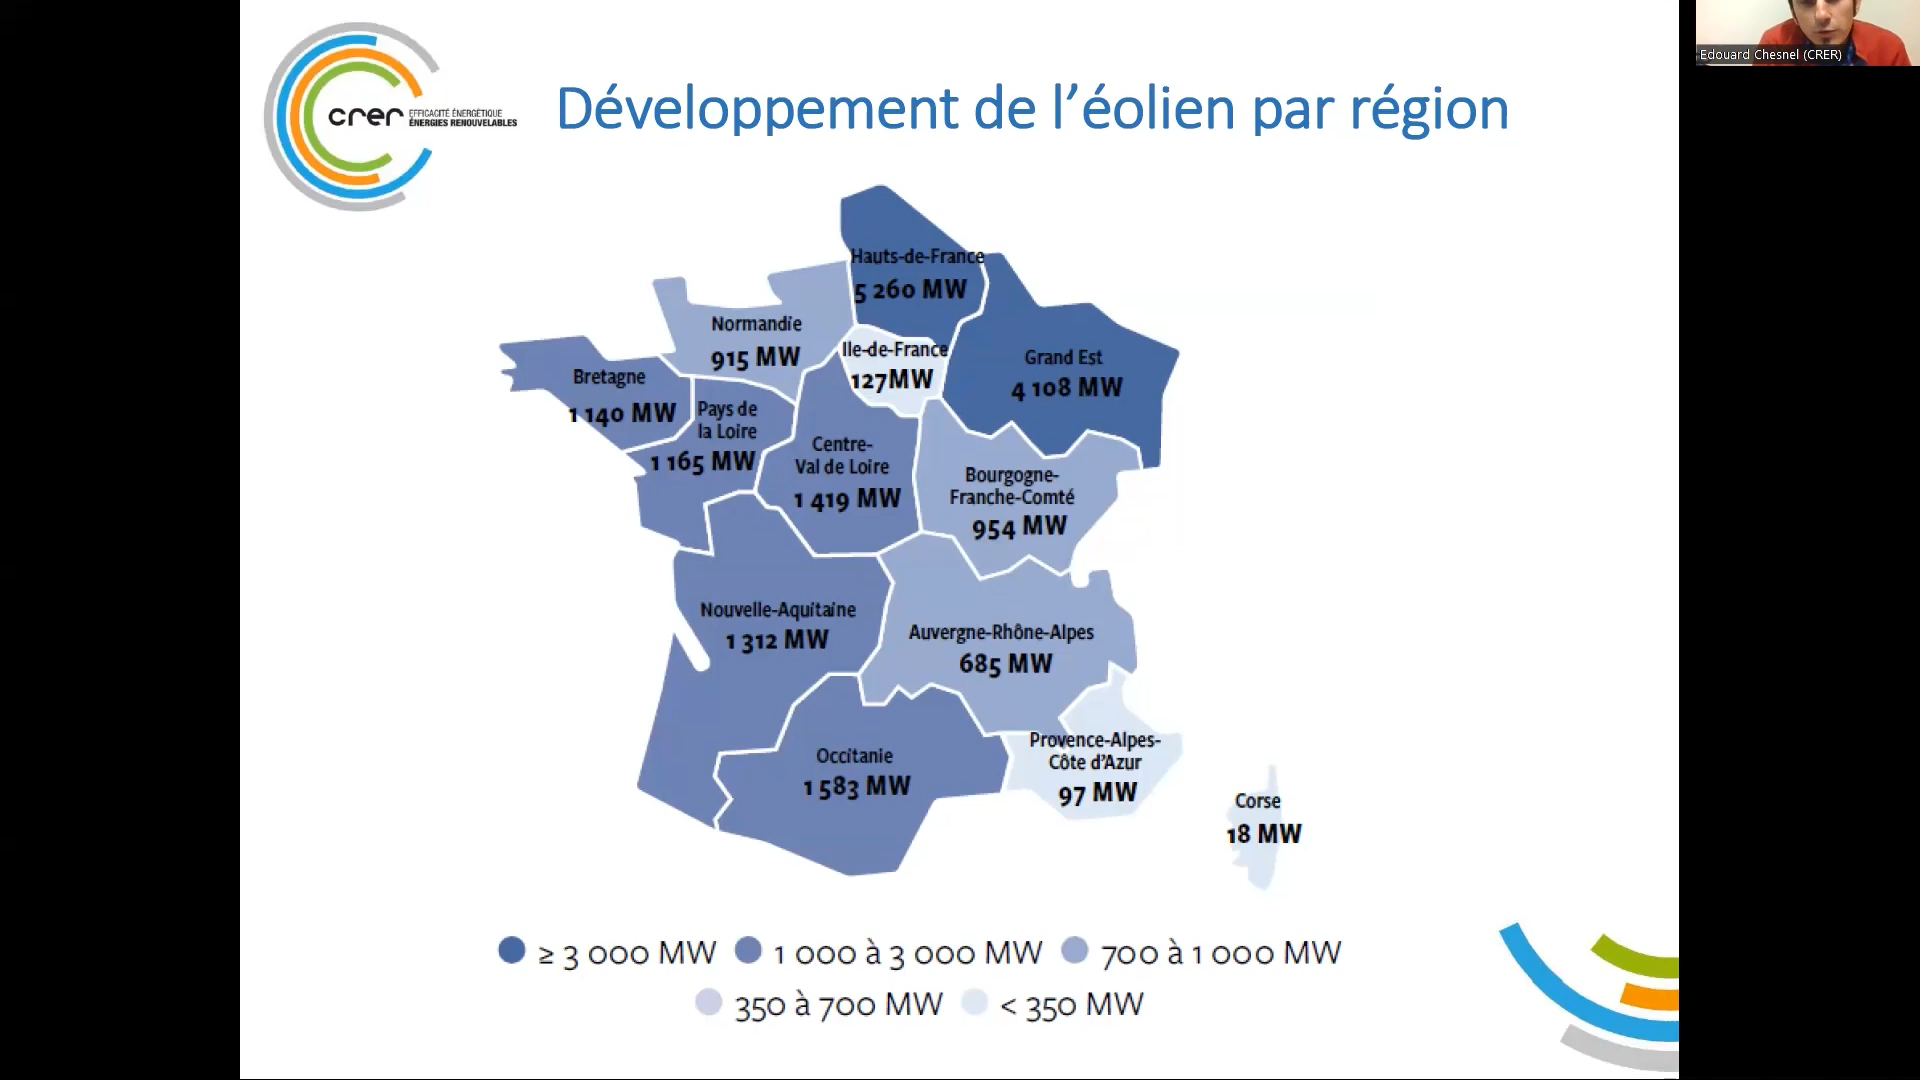 Edouard Chesnel (CRER)
crer EFFICACITÉ ÉNERGÉTIQUE
ÉNERGIES RENOUVELABLES
Développement de l’éolien par région
Hauts-de-France
5 260 MW
Normandie
915 MW
Ile-de-France
127MW
Grand Est
4 108 MW
Bretagne
1 140 MW
Pays de
la Loire
1 165 MW
Centre-
Val de Loire
1 419 MW
Bourgogne-
Franche-Comté
954 MW
Nouvelle-Aquitaine
1 312 MW
Auvergne-Rhône-Alpes
685 MW
Occitanie
1 583 MW
Provence-Alpes-
Côte d’Azur
97 MW
Corse
18 MW
≥ 3 000 MW 1 000 à 3 000 MW 700 à 1 000 MW
350 à 700 MW < 350 MW